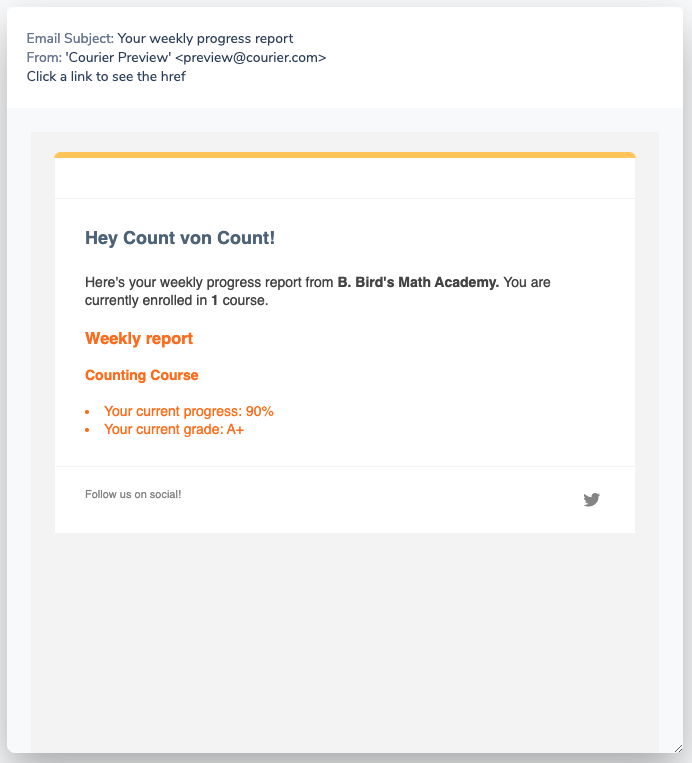 Email Subject: Your weekly progress report
From: 'Courier Preview' <preview@courier.com>
Click a link to see the href
Hey Count von Count!
Here's your weekly progress report from B. Bird's Math Academy. You are
currently enrolled in 1 course.
Weekly report
Counting Course
• Your current progress: 90%
• Your current grade: A+
Follow us on social!